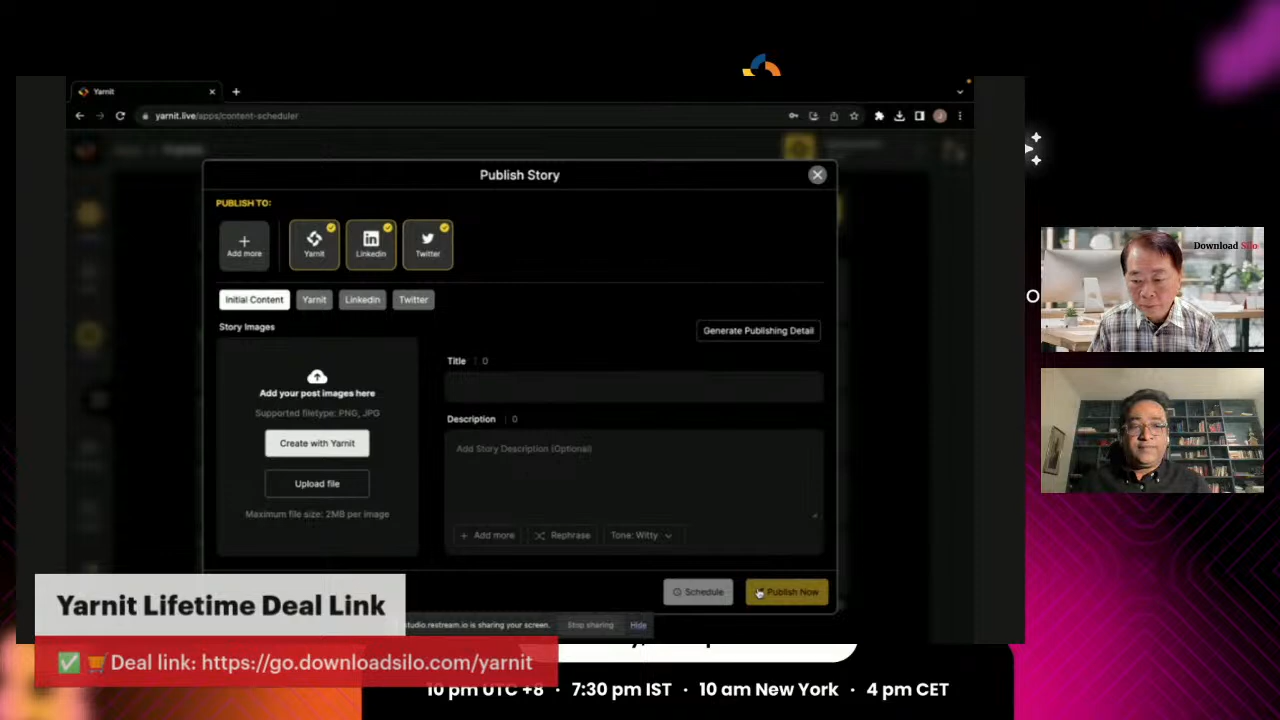 Yarnit
yarnit.live/apps/content-scheduler
Publish Story
PUBLISH TO:
Add more
Yarnit
Linkedin
Twitter
Initial Content
Yarnit
Linkedin
Twitter
Story Images
Generate Publishing Detail
Add your post images here
Supported filetype: PNG, JPG
Create with Yarnit
Upload file
Maximum file size: 2MB per image
Title 0
Description 0
Add Story Description (Optional)
+ Add more
Rephrase
Tone: Witty
Schedule
Publish Now
studio.restream.io is sharing your screen.
Stop sharing
Hide
Download Silo
Yarnit Lifetime Deal Link
✅ 🛒Deal link: https://go.downloadsilo.com/yarnit
10 pm UTC +8 · 7:30 pm IST · 10 am New York · 4 pm CET